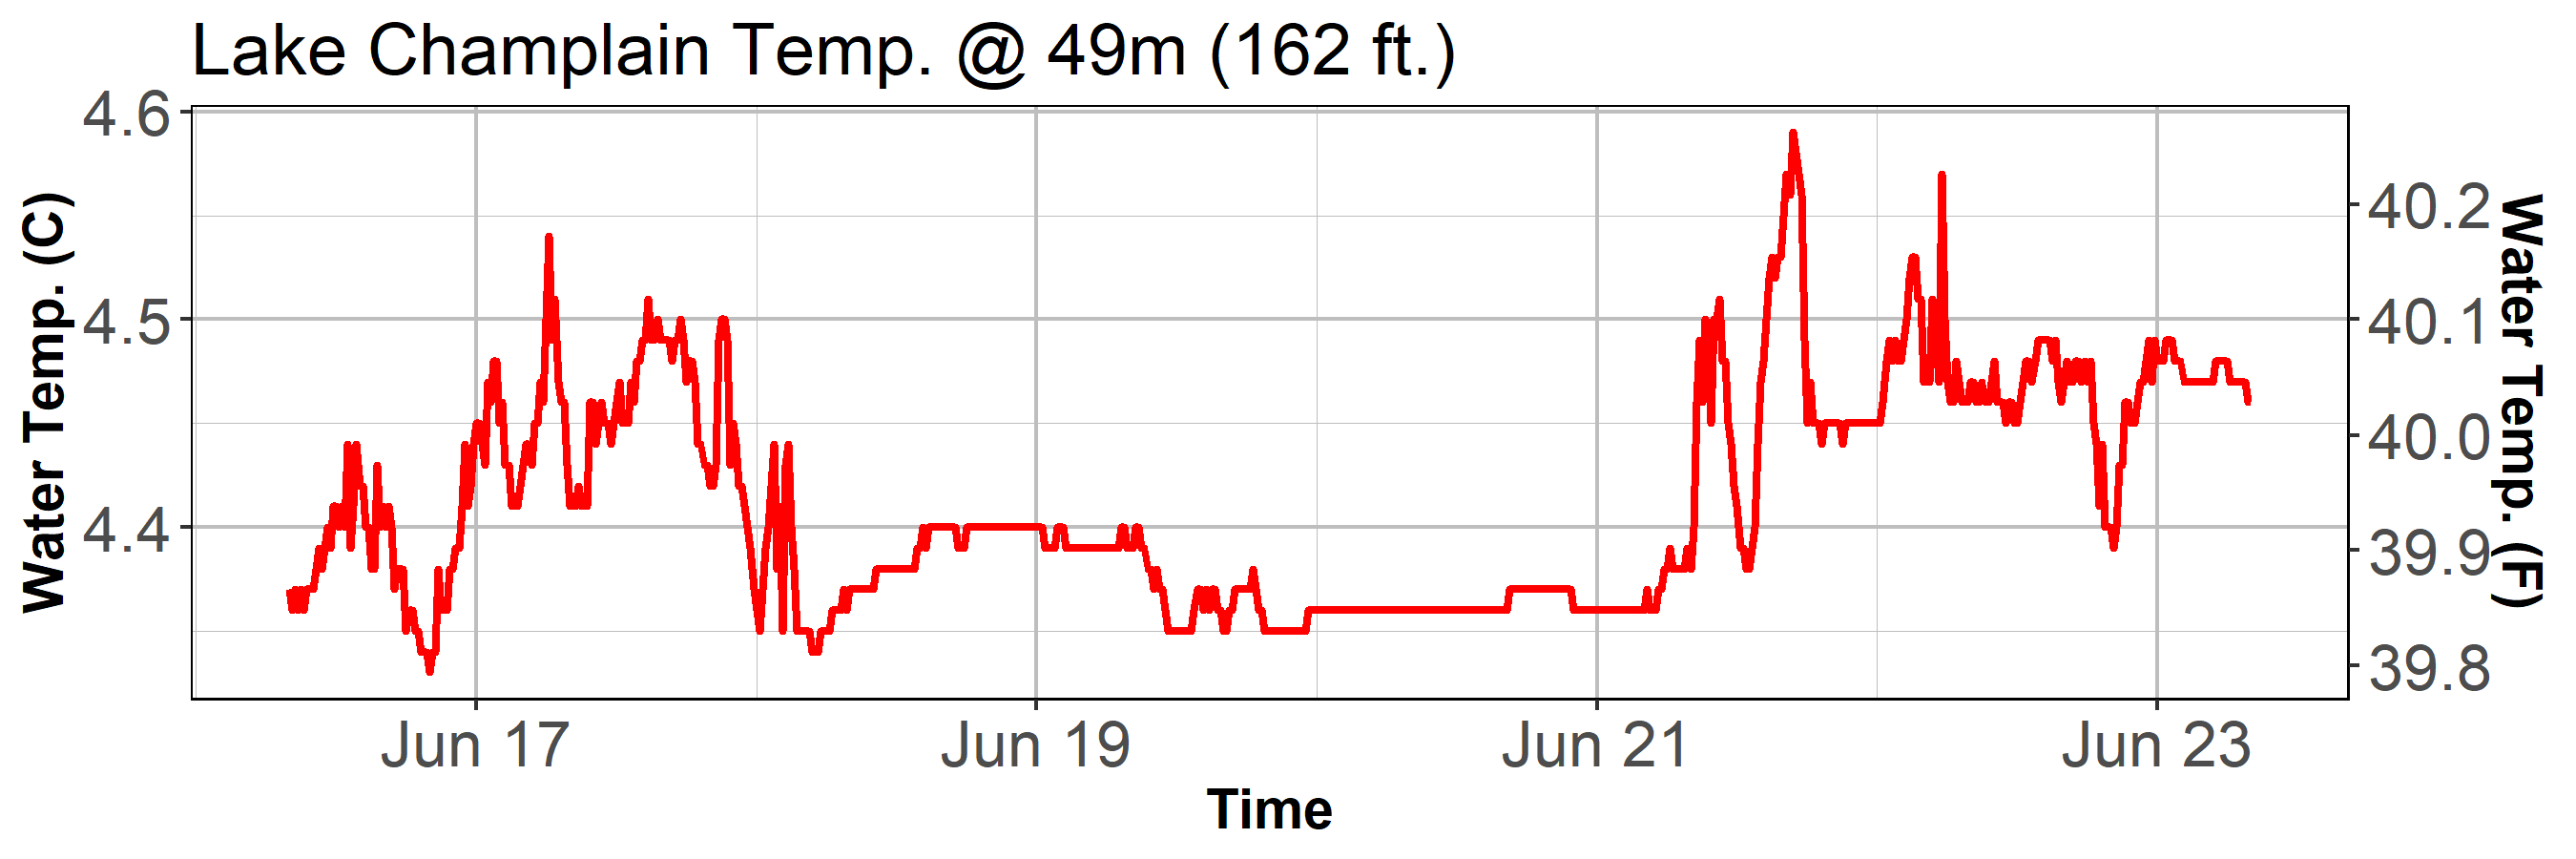 Lake Champlain Temp. @ 49m (162 ft.)
4.6
4.5
4.4
Water Temp. (C)
40.2
40.1
40.0
39.9
39.8
Water Temp. (F)
Jun 17 Jun 19 Jun 21 Jun 23
Time